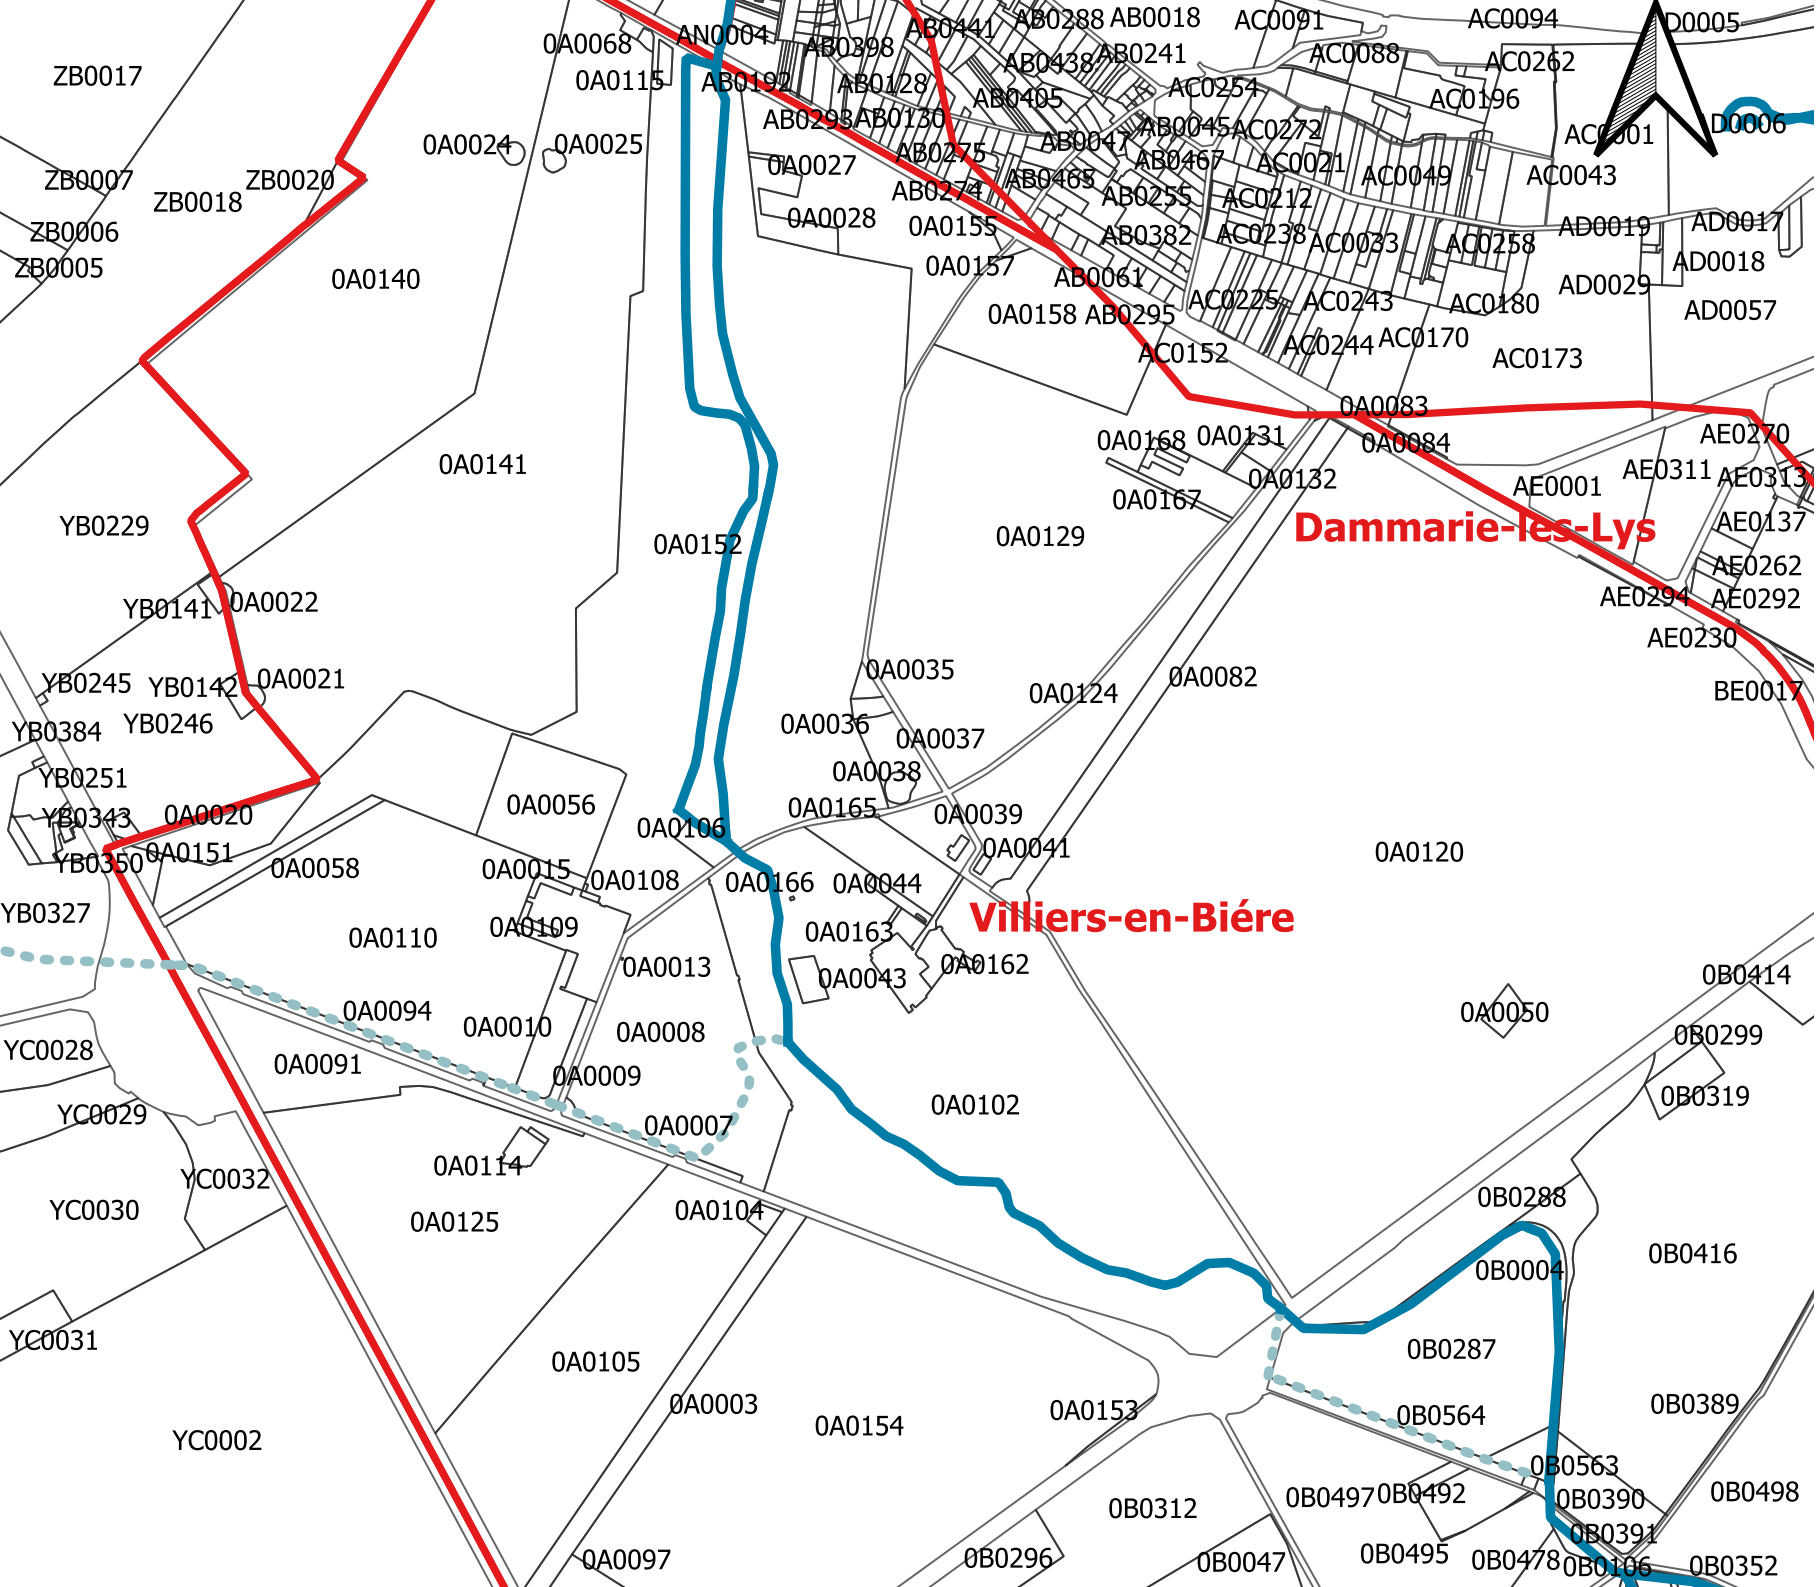 AB0288 AB0018 AC0091 AC0094 D0005
AN0004 AB0441
0A0068 AB0398 AB0241 AC0088 AC0262
ZB0017 0A0115 AB0192 AB0128 AB0438 AC0254
AB0405 AC0196
AB0293 AB0130 AB0045 AC0272 D0006
0A0024 0A0025 AB0047 AC0001
0A0027 AB0275 AB0467 AC0021
ZB0007 ZB0020 AB0465 AC0049 AC0043
ZB0018 AB0274 AB0255 AC0212
ZB0006 0A0028 0A0155 AB0382 AC0238 AC0033 AC0258 AD0019 AD0017
ZB0005 0A0140 0A0157 AB0061 AD0018
0A0158 AB0295 AC0225 AC0243 AC0180 AD0029 AD0057
AC0152 AC0244 AC0170 AC0173
0A0083
0A0168 0A0131 0A0084 AE0270
0A0141 0A0132 AE0311 AE0313
0A0167 AE0001
YB0229 0A0152 0A0129 Dammarie-les-Lys AE0137
AE0262
YB0141 0A0022 AE0294 AE0292
AE0230
YB0245 YB0142 0A0021 0A0035 0A0124 0A0082 BE0017
YB0384 YB0246 0A0036 0A0037
YB0251 0A0038
YB0343 0A0020 0A0056 0A0106 0A0165 0A0039
YB0350 0A0151 0A0041 0A0120
0A0058 0A0015 0A0108 0A0166 0A0044
YB0327 0A0110 0A0109 0A0163 Villiers-en-Biére
0A0013 0A0043 0A0162 0B0414
0A0094 0A0010 0A0008 0A0050
YC0028 0A0091 0A0009 0B0299
YC0029 0A0007 0A0102 0B0319
YC0032 0A0114
YC0030 0A0125 0A0104 0B0288
0B0004 0B0416
YC0031 0A0105 0B0287
0A0003 0A0154 0A0153 0B0564 0B0389
YC0002 0B0563
0B0312 0B0497 0B0492 0B0390 0B0498
0B0391
0A0097 0B0296 0B0047 0B0495 0B0478 0B0106 0B0352